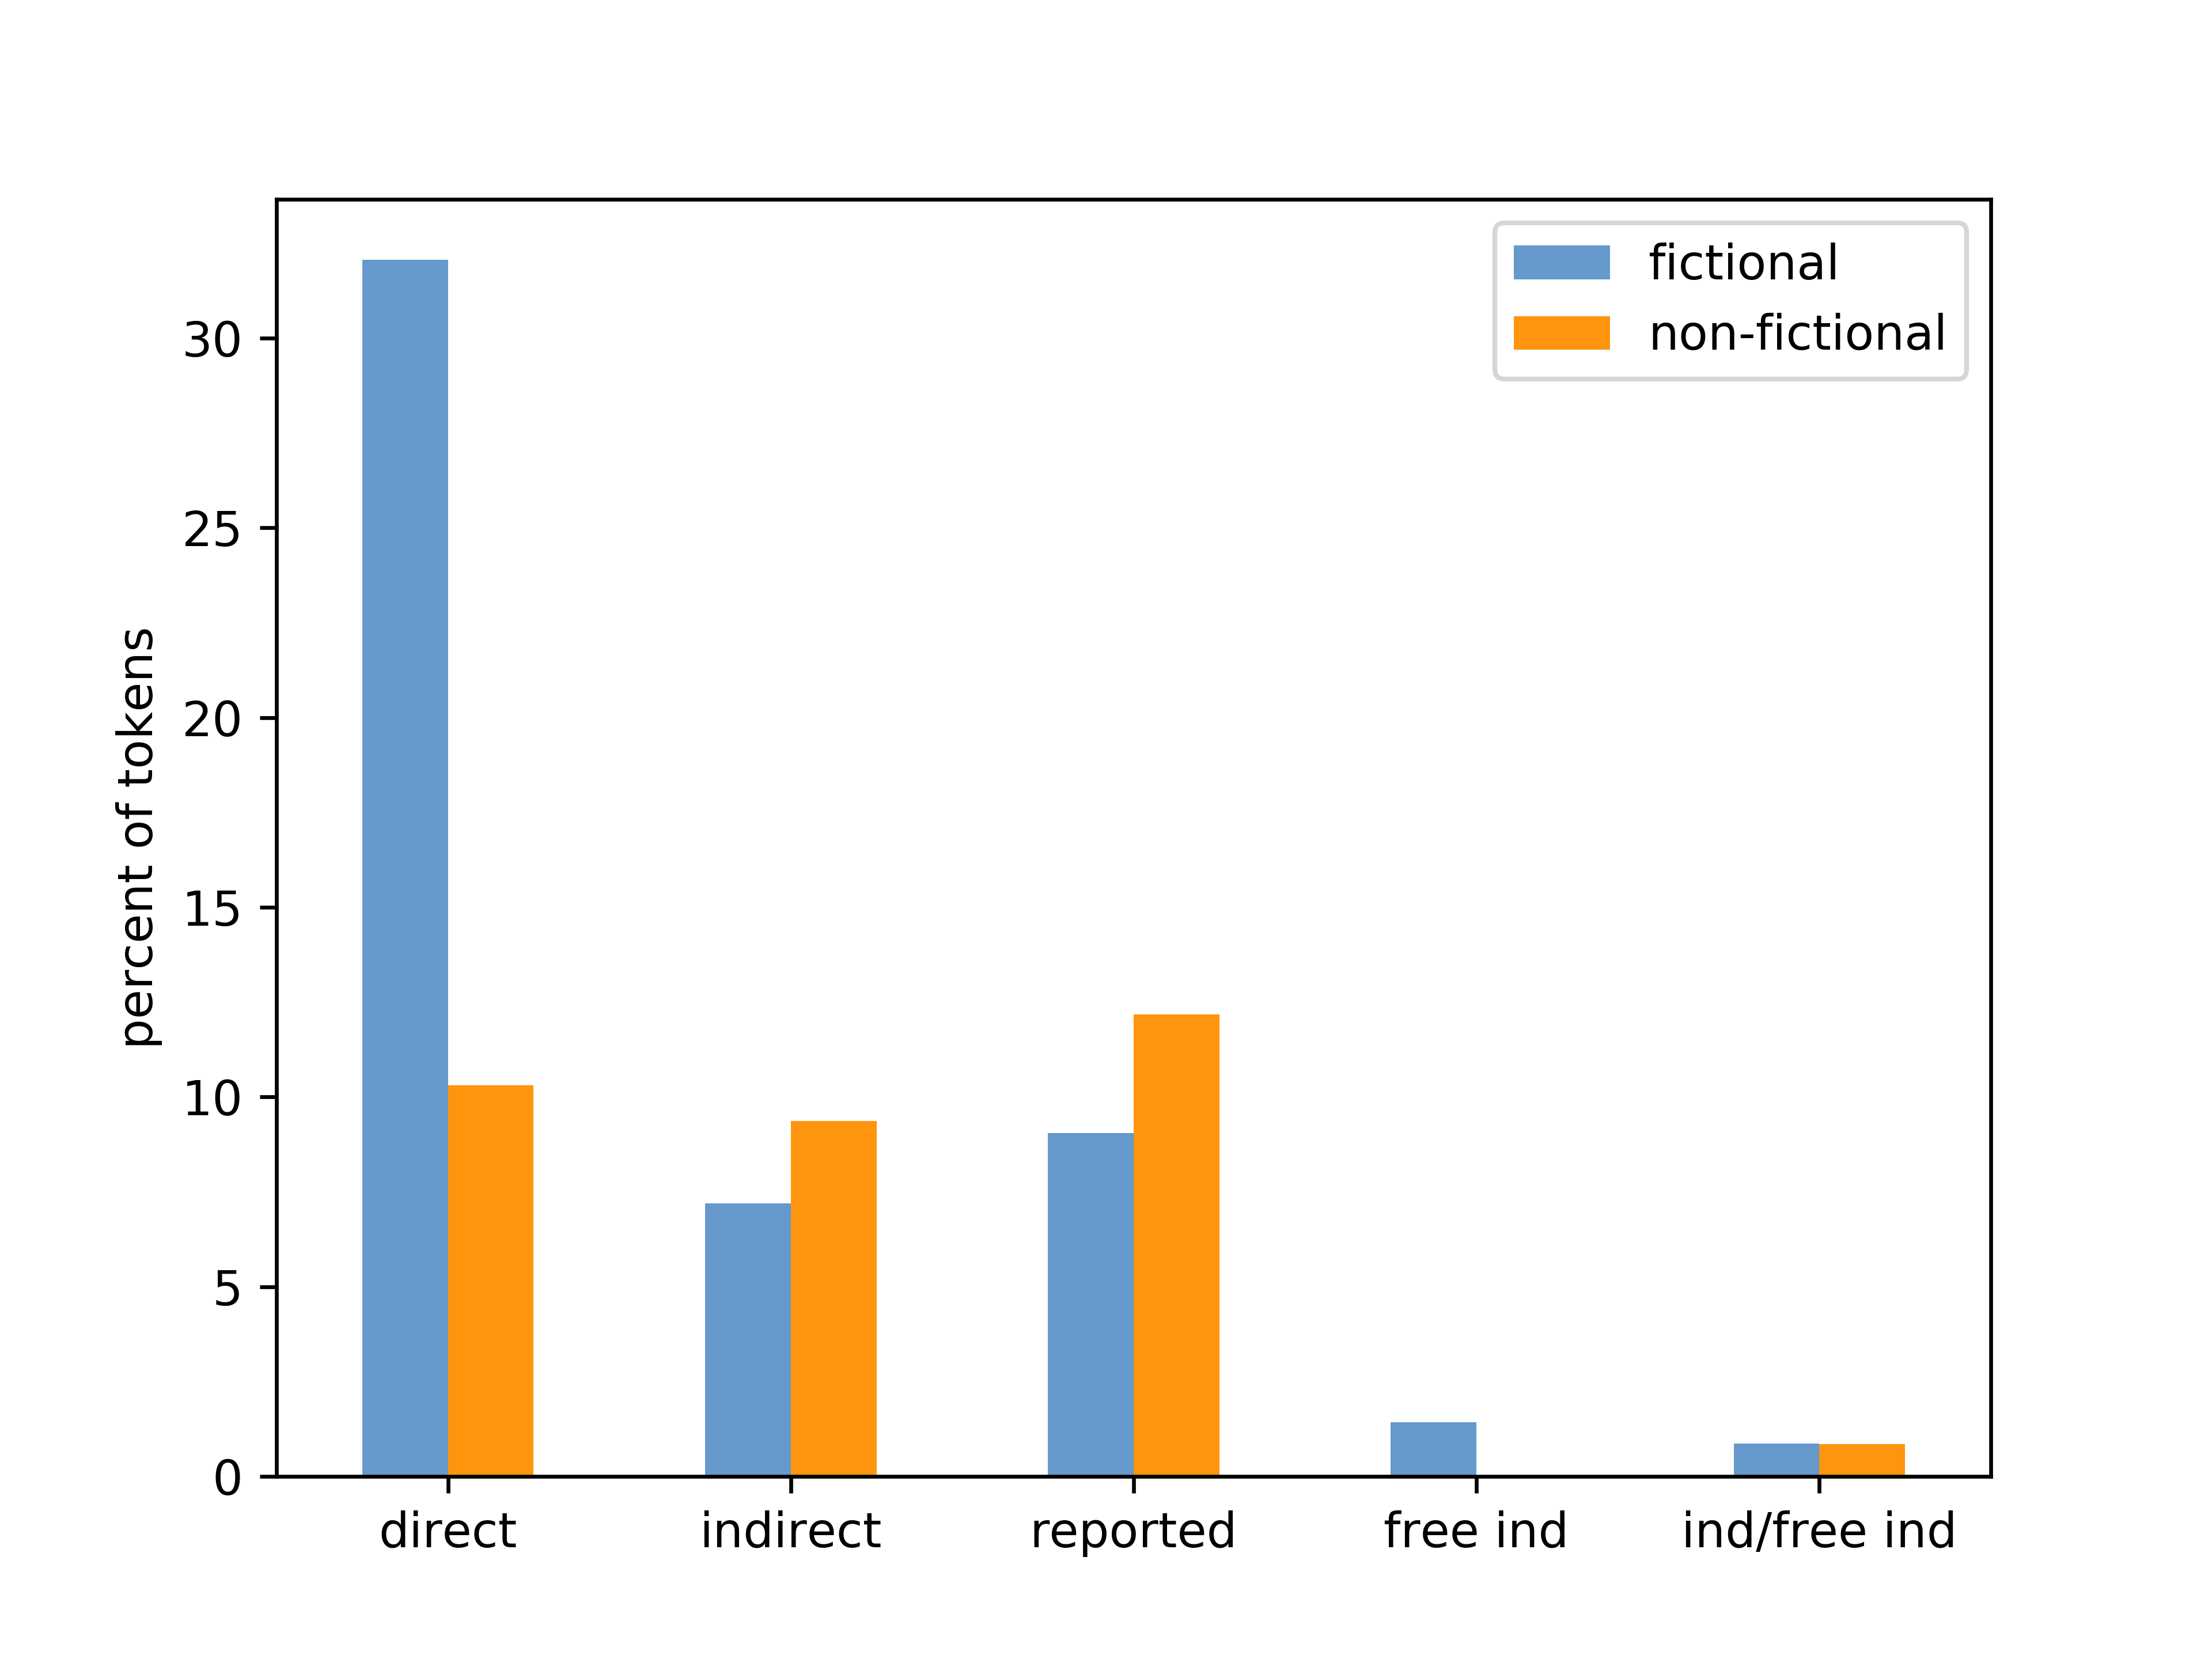 fictional
non-fictional
percent of tokens
30
25
20
15
10
5
0
direct indirect reported free ind ind/free ind